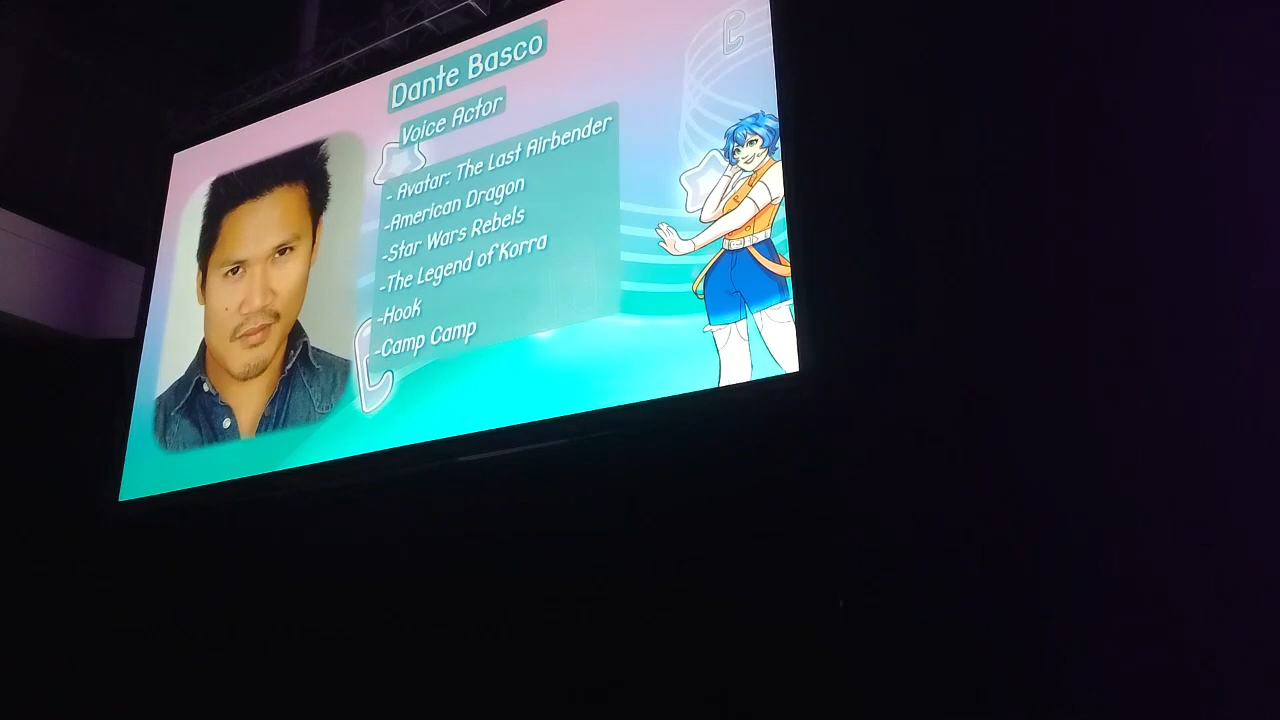 Dante Basco
Voice Actor
- Avatar: The Last Airbender
-American Dragon
-Star Wars Rebels
-The Legend of Korra
-Hook
-Camp Camp